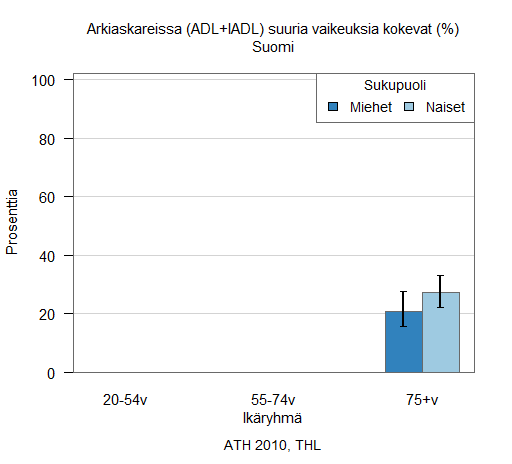 Arkiaskareissa (ADL+IADL) suuria vaikeuksia kokevat (%)
Suomi
Sukupuoli
Miehet Naiset
Prosenttia
100
80
60
40
20
0
20-54v 55-74v 75+v
Ikäryhmä
ATH 2010, THL